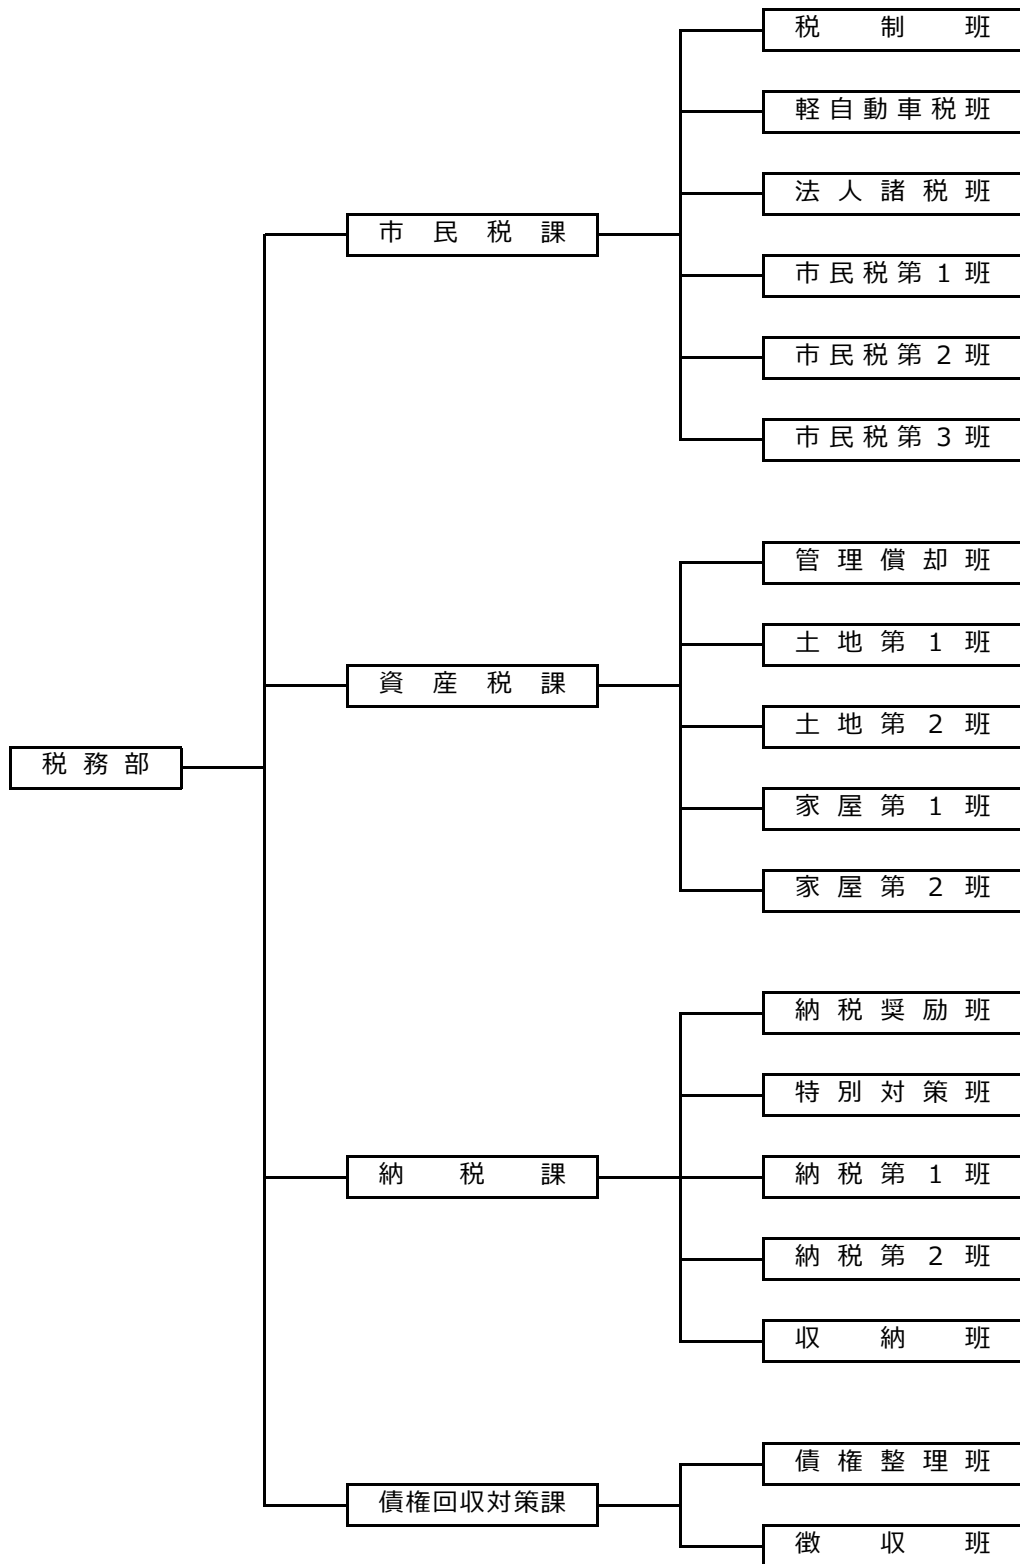 税務部
市民税課
税制班
軽自動車税班
法人諸税班
市民税第1班
市民税第2班
市民税第3班
資産税課
管理償却班
土地第1班
土地第2班
家屋第1班
家屋第2班
納税課
納税奨励班
特別対策班
納税第1班
納税第2班
収納班
債権回収対策課
債権整理班
徴収班